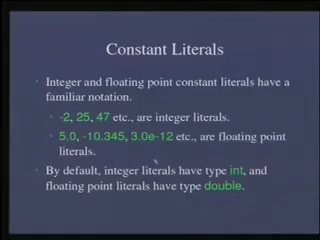 Constant Literals
Integer and floating point constant literals have a
familiar notation.
-2, 25, 47 etc., are integer literals.
5.0, -10.345, 3.0e-12 etc., are floating point
literals.
By default, integer literals have type int, and
floating point literals have type double.